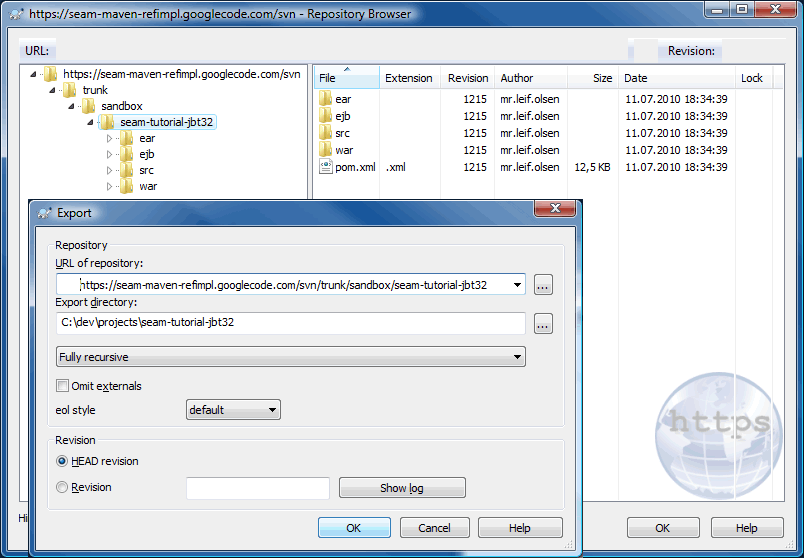 https://seam-maven-refimpl.googlecode.com/svn - Repository Browser
URL:
Revision:
https://seam-maven-refimpl.googlecode.com/svn
trunk
sandbox
seam-tutorial-jbt32
ear
ejb
src
war
File Extension Revision Author Size Date Lock
ear 1215 mr.leif.olsen 11.07.2010 18:34:39
ejb 1215 mr.leif.olsen 11.07.2010 18:34:39
src 1215 mr.leif.olsen 11.07.2010 18:34:39
war 1215 mr.leif.olsen 11.07.2010 18:34:39
pom.xml .xml 1215 mr.leif.olsen 12,5 KB 11.07.2010 18:34:39
https
Export
Repository
URL of repository:
https://seam-maven-refimpl.googlecode.com/svn/trunk/sandbox/seam-tutorial-jbt32
...
Export directory:
C:\dev\projects\seam-tutorial-jbt32
...
Fully recursive
Omit externals
eol style default
Revision
HEAD revision
Revision Show log
OK Cancel Help
OK Help